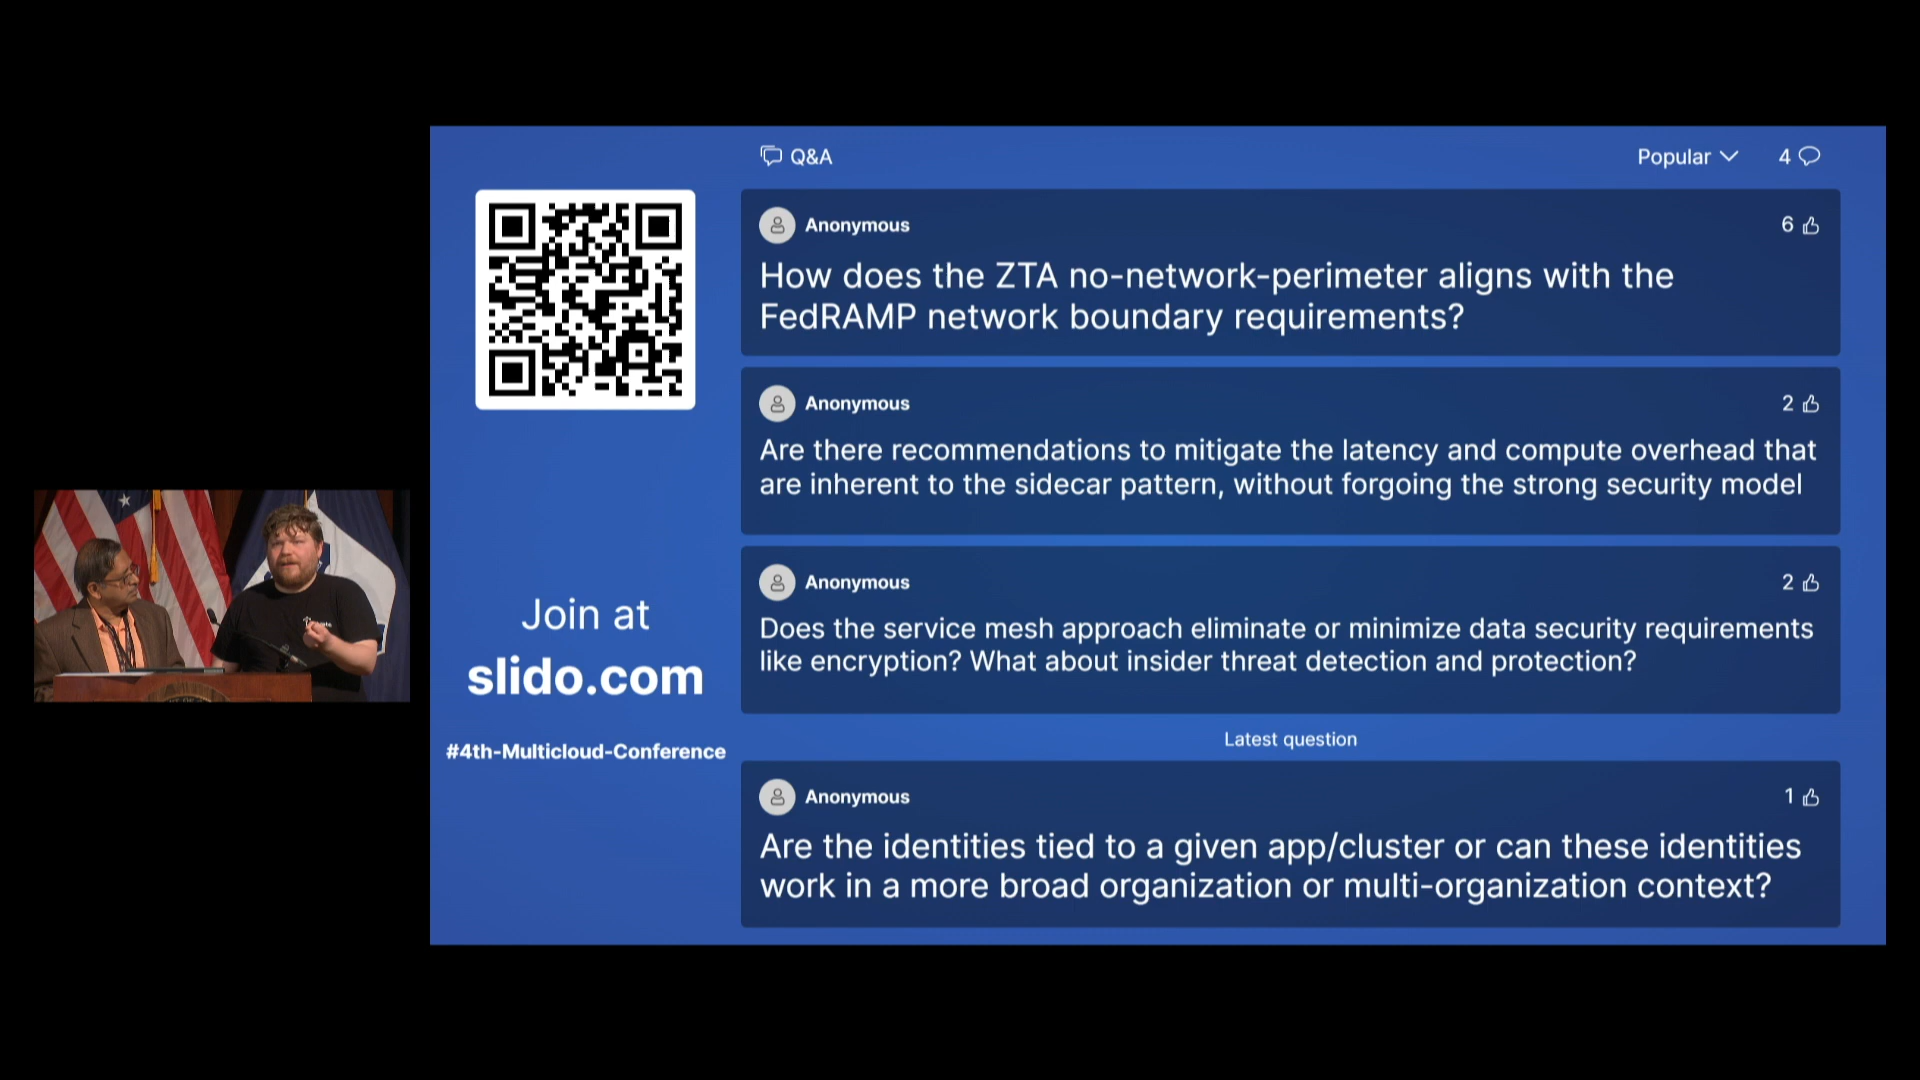 Q&A
Popular
4
Anonymous
6
How does the ZTA no-network-perimeter aligns with the
FedRAMP network boundary requirements?
Anonymous
2
Are there recommendations to mitigate the latency and compute overhead that
are inherent to the sidecar pattern, without forgoing the strong security model
Anonymous
2
Does the service mesh approach eliminate or minimize data security requirements
like encryption? What about insider threat detection and protection?
Join at
slido.com
#4th-Multicloud-Conference
Latest question
Anonymous
1
Are the identities tied to a given app/cluster or can these identities
work in a more broad organization or multi-organization context?